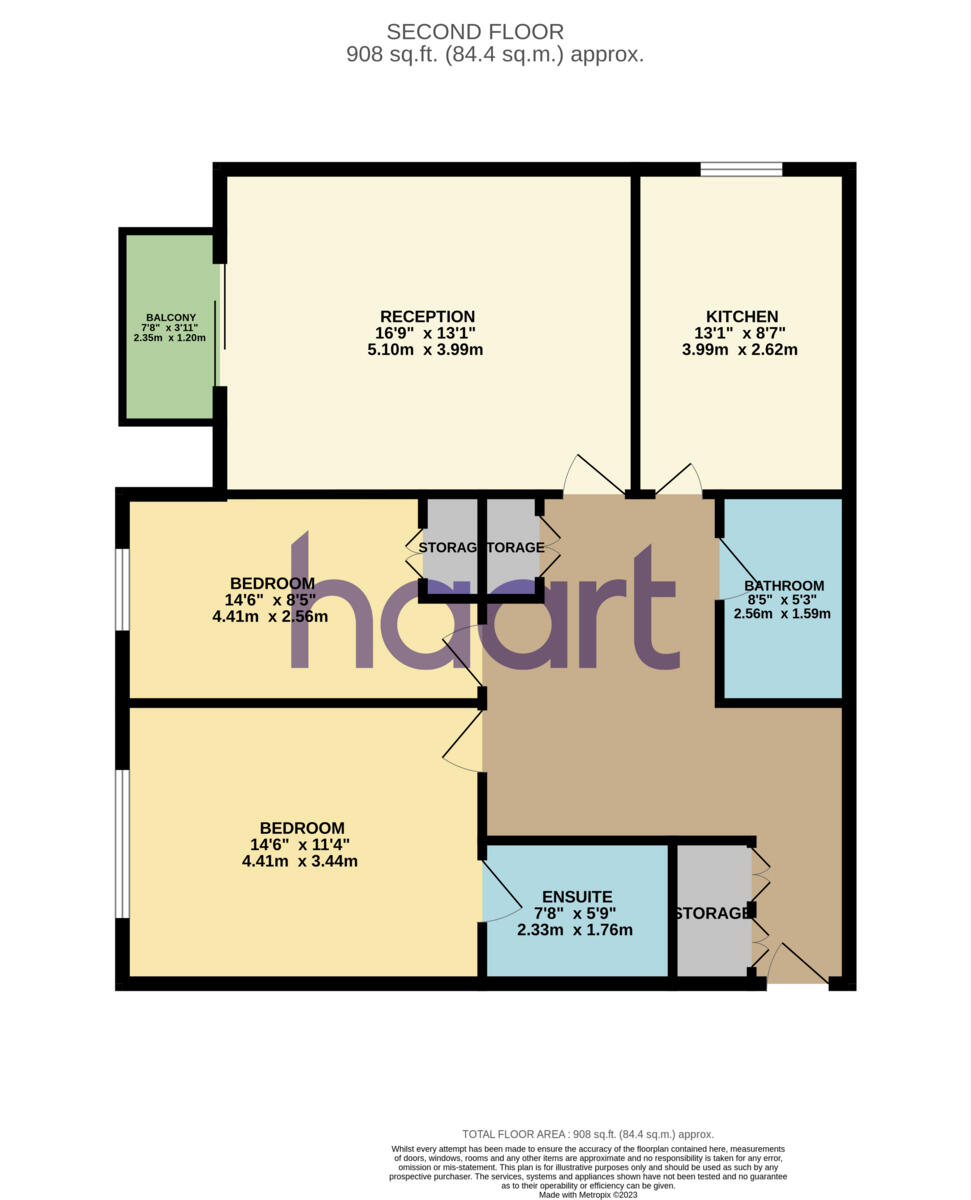 SECOND FLOOR
908 sq.ft. (84.4 sq.m.) approx.
BALCONY
7'8" x 3'11"
2.35m x 1.20m
RECEPTION
16'9" x 13'1"
5.10m x 3.99m
KITCHEN
13'1" x 8'7"
3.99m x 2.62m
STORAG
TORAGE
BEDROOM
14'6" x 8'5"
4.41m x 2.56m
BATHROOM
8'5" x 5'3"
2.56m x 1.59m
haart
BEDROOM
14'6" x 11'4"
4.41m x 3.44m
ENSUITE
7'8" x 5'9"
2.33m x 1.76m
STORAGE
TOTAL FLOOR AREA : 908 sq.ft. (84.4 sq.m.) approx.
Whilst every attempt has been made to ensure the accuracy of the floorplan contained here, measurements
of doors, windows, rooms and any other items are approximate and no responsibility is taken for any error,
omission or mis-statement. This plan is for illustrative purposes only and should be used as such by any
prospective purchaser. The services, systems and appliances shown have not been tested and no guarantee
as to their operability or efficiency can be given.
Made with Metropix ©2023